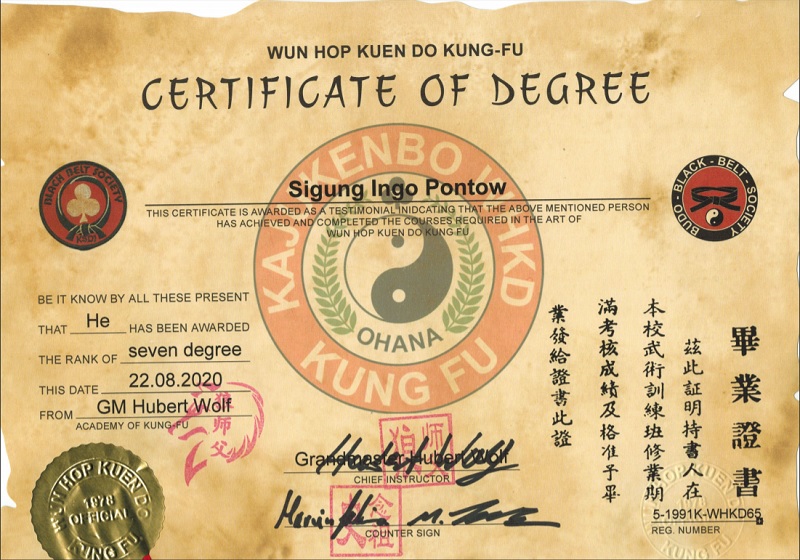 WUN HOP KUEN DO KUNG-FU
CERTIFICATE OF DEGREE
BLACK BELT SOCIETY
KAJUKENBO WHKD
KUNG FU
OHANA
BUDO - BLACK - BELT - SOCIETY
Sigung Ingo Pontow
THIS CERTIFICATE IS AWARDED AS A TESTIMONIAL INIDCATING THAT THE ABOVE MENTIONED PERSON
HAS ACHIEVED AND COMPLETED THE COURSES REQUIRED IN THE ART OF
WUN HOP KUEN DO KUNG FU
BE IT KNOW BY ALL THESE PRESENT
THAT He HAS BEEN AWARDED
THE RANK OF seven degree
THIS DATE 22.08.2020
FROM GM Hubert Wolf
ACADEMY OF KUNG-FU
師父
畢業證書
茲此証明持書人在
本校武術訓練班修業期
滿考核成績及格准予畢
業發給證書此證
Grandmaster Hubert Wolf
CHIEF INSTRUCTOR
COUNTER SIGN
WUN HOP KUEN DO
1978
OFFICIAL
KUNG FU
5-1991K-WHKD65
REG. NUMBER